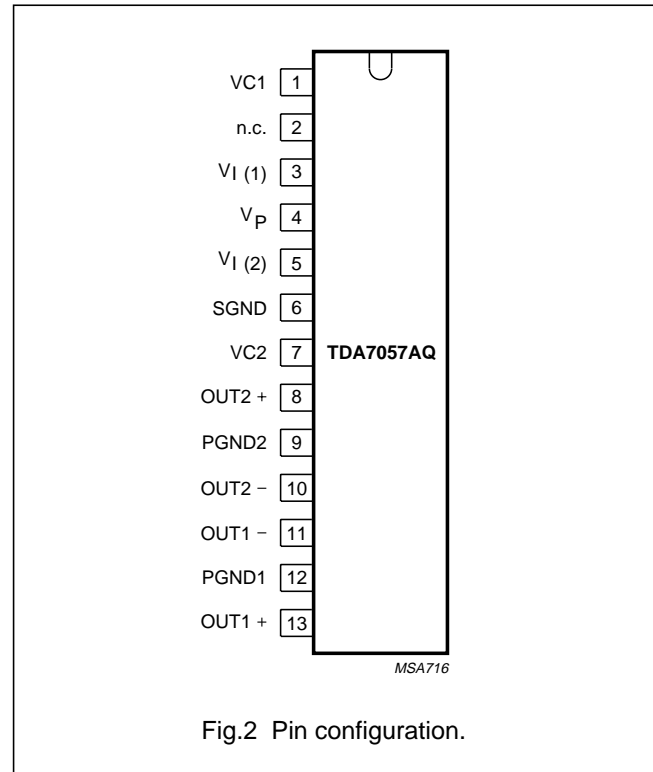 VC1 1
n.c. 2
VI (1) 3
VP 4
VI (2) 5
SGND 6
VC2 7 TDA7057AQ
OUT2 + 8
PGND2 9
OUT2 − 10
OUT1 − 11
PGND1 12
OUT1 + 13
MSA716
Fig.2 Pin configuration.